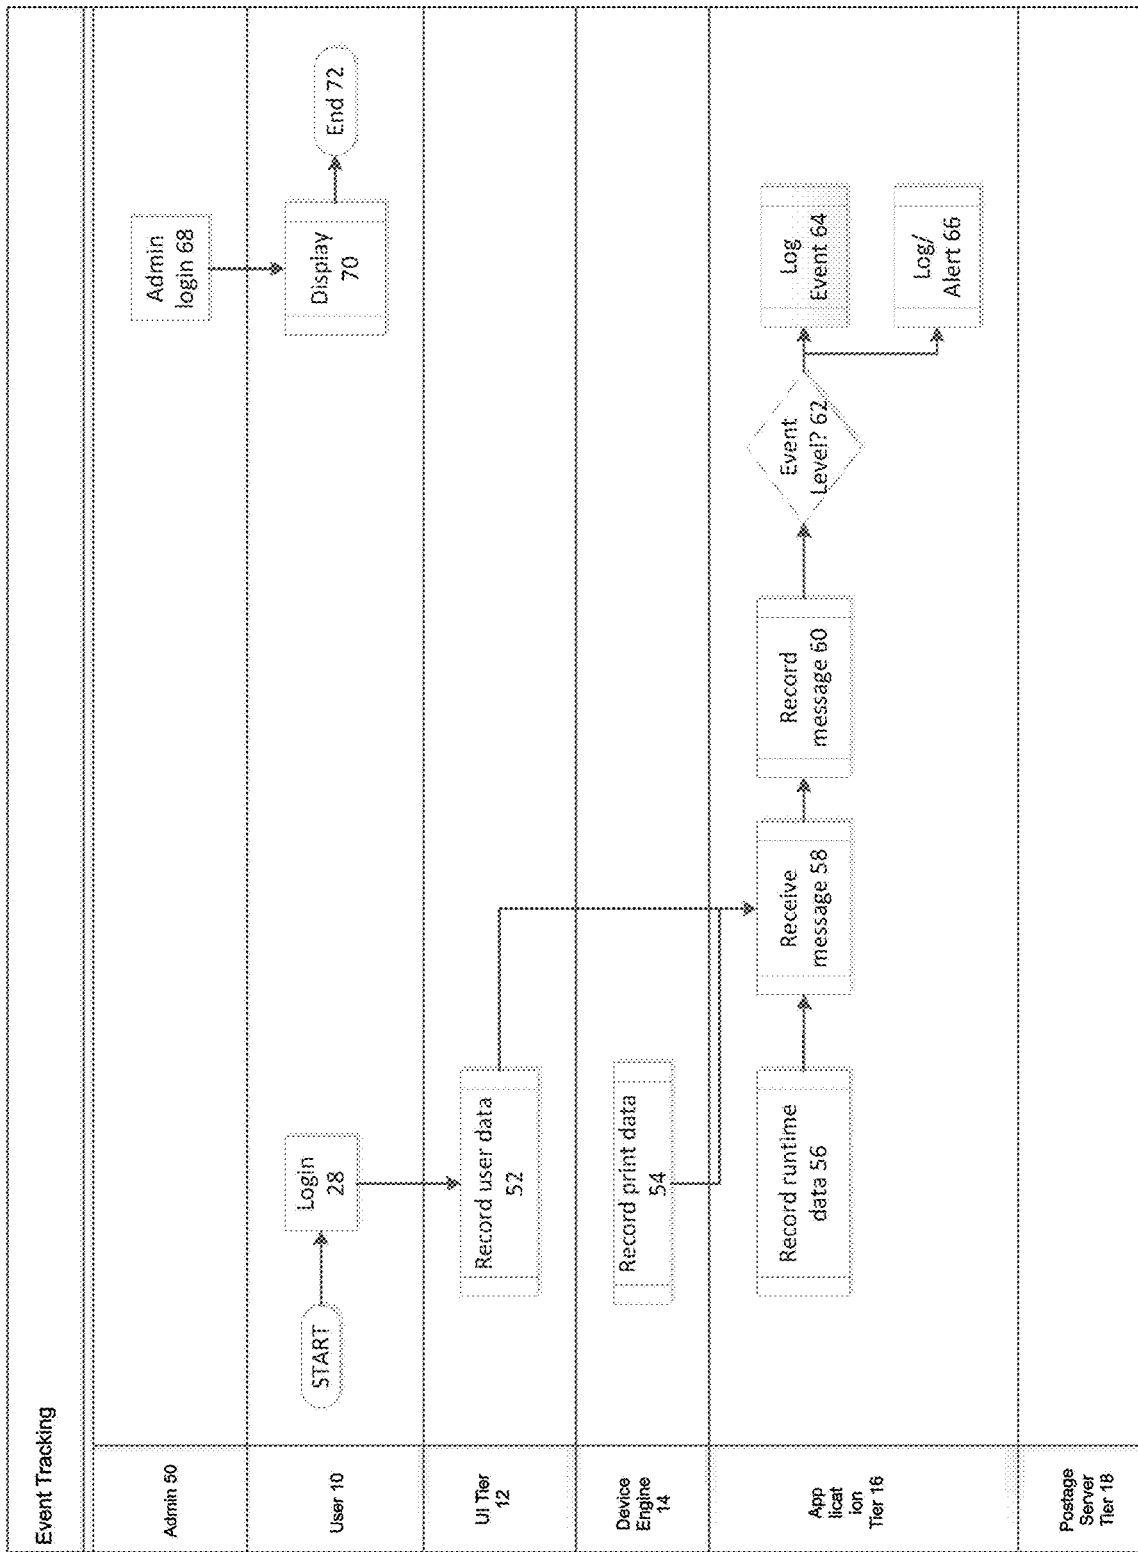 Event Tracking
Admin 50
Admin
login 68
User 10
START
Login
28
Display
70
End 72
UI Tier
12
Record user data
52
Device
Engine
14
Record print data
54
App
licat
ion
Tier 16
Record runtime
data 56
Receive
message 58
Record
message 60
Event
Level? 62
Log
Event 64
Log/
Alert 66
Postage
Server
Tier 18